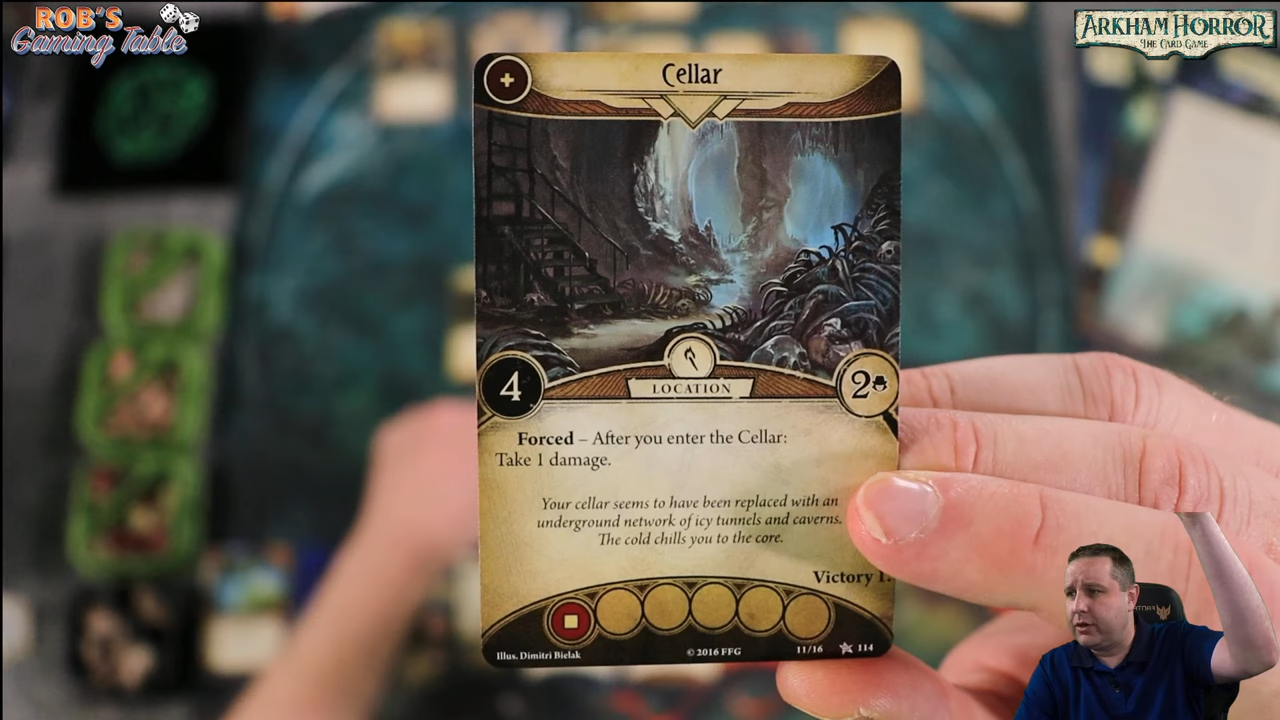 ROB'S
Gaming Table
ARKHAM HORROR
THE CARD GAME
Cellar
4
LOCATION
2
Forced – After you enter the Cellar:
Take 1 damage.
Your cellar seems to have been replaced with an
underground network of icy tunnels and caverns.
The cold chills you to the core.
Victory 1.
Illus. Dimitri Bielak
© 2016 FFG
11/16
114